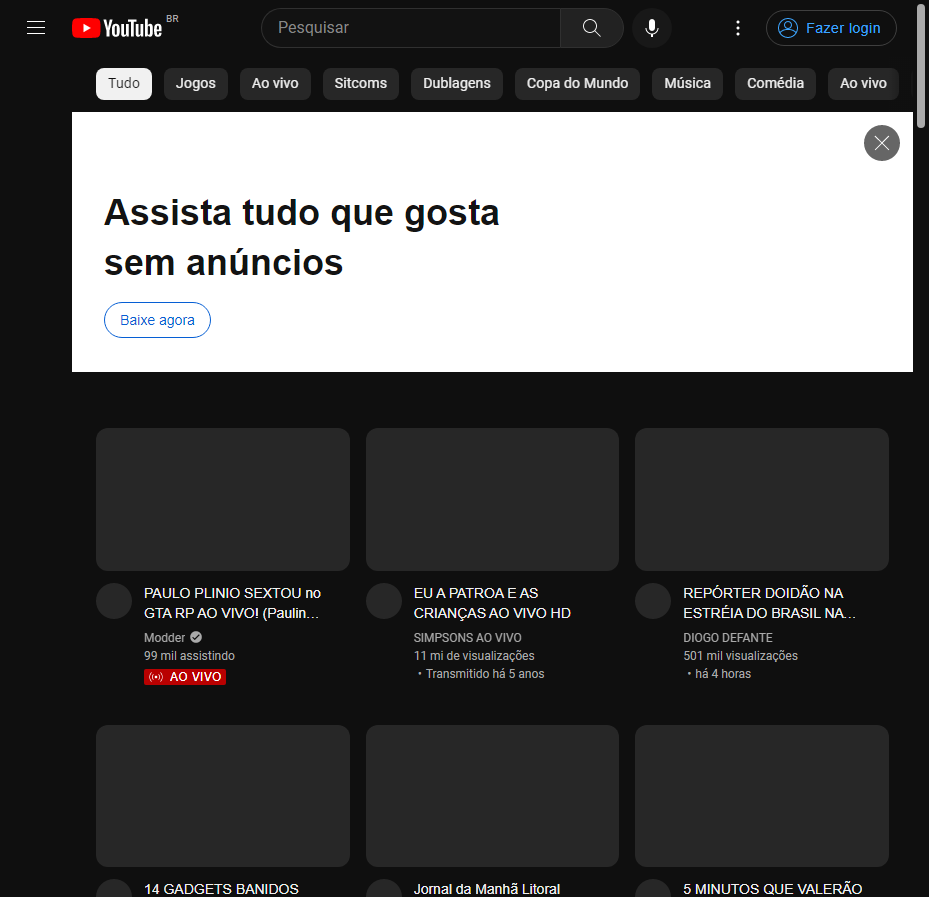 YouTube BR
Pesquisar
Fazer login
Tudo
Jogos
Ao vivo
Sitcoms
Dublagens
Copa do Mundo
Música
Comédia
Ao vivo
Assista tudo que gosta
sem anúncios
Baixe agora
PAULO PLINIO SEXTOU no
GTA RP AO VIVO! (Paulin...
Modder
99 mil assistindo
AO VIVO
EU A PATROA E AS
CRIANÇAS AO VIVO HD
SIMPSONS AO VIVO
11 mi de visualizações
• Transmitido há 5 anos
REPÓRTER DOIDÃO NA
ESTRÉIA DO BRASIL NA...
DIOGO DEFANTE
501 mil visualizações
• há 4 horas
14 GADGETS BANIDOS
Jornal da Manhã Litoral
5 MINUTOS QUE VALERÃO